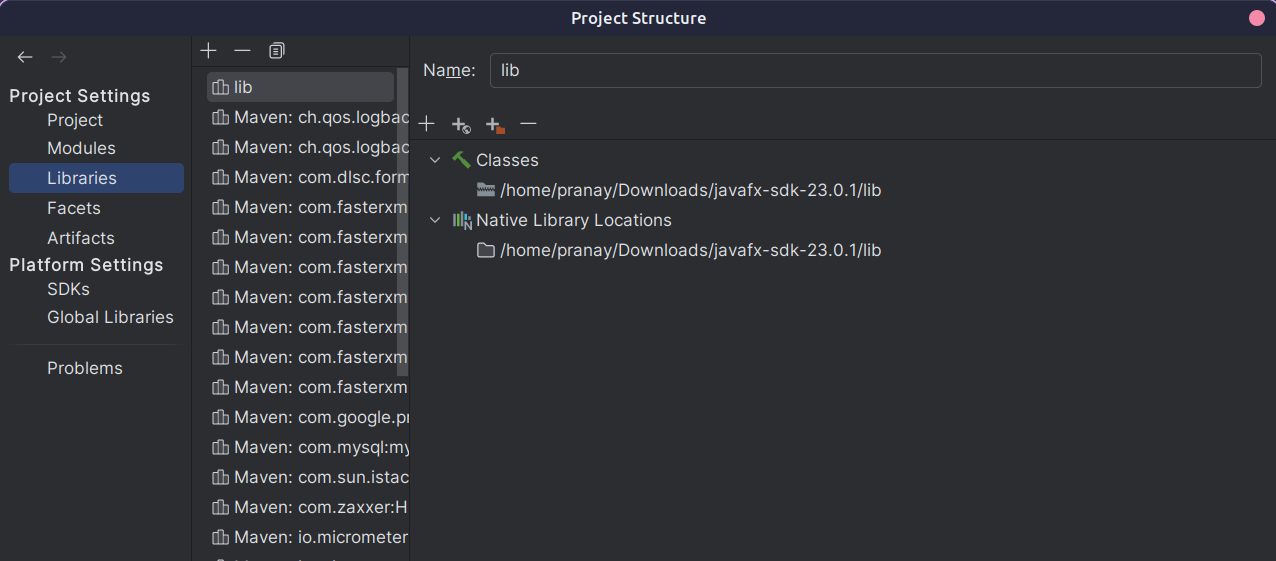 Project Structure
Project Settings
Project
Modules
Libraries
Facets
Artifacts
Platform Settings
SDKs
Global Libraries
Problems
lib
Maven: ch.qos.logbac
Maven: ch.qos.logbac
Maven: com.dlsc.form
Maven: com.fasterxm
Maven: com.fasterxm
Maven: com.fasterxm
Maven: com.fasterxm
Maven: com.fasterxm
Maven: com.fasterxm
Maven: com.fasterxm
Maven: com.google.pr
Maven: com.mysql:my
Maven: com.sun.istac
Maven: com.zaxxer:H
Maven: io.micrometer
Name: lib
Classes
/home/pranay/Downloads/javafx-sdk-23.0.1/lib
Native Library Locations
/home/pranay/Downloads/javafx-sdk-23.0.1/lib